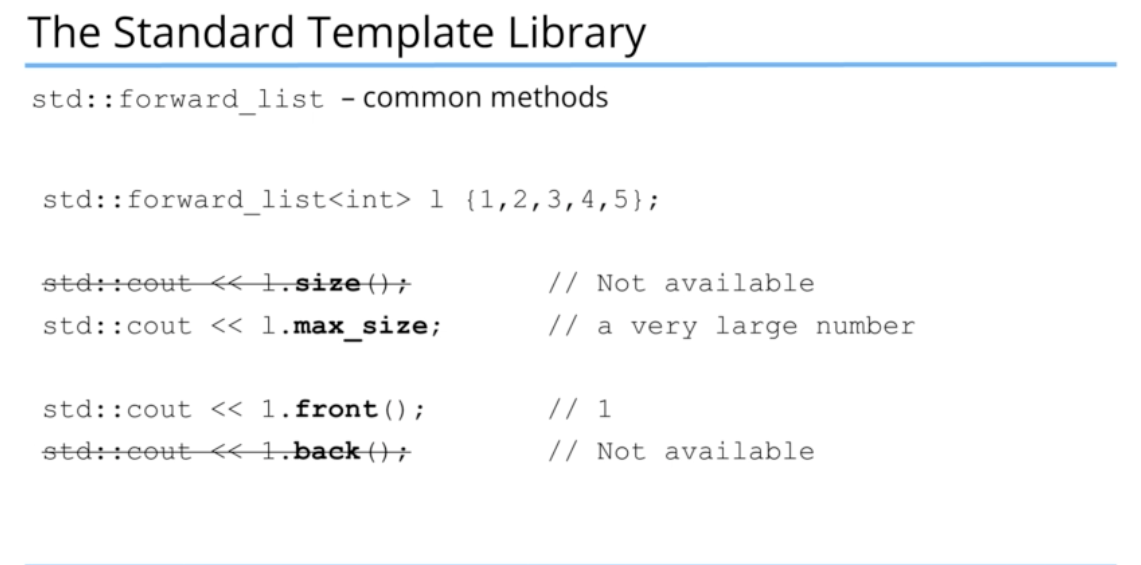 The Standard Template Library
std::forward_list – common methods
std::forward_list<int> l {1,2,3,4,5};
std::cout << l.size(); // Not available
std::cout << l.max_size; // a very large number
std::cout << l.front(); // 1
std::cout << l.back(); // Not available